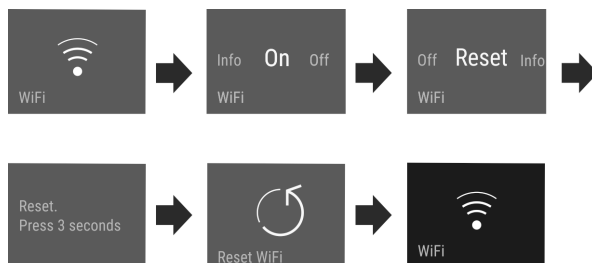 WiFi
Info On Off
WiFi
Off Reset Info
WiFi
Reset.
Press 3 seconds
Reset WiFi
WiFi